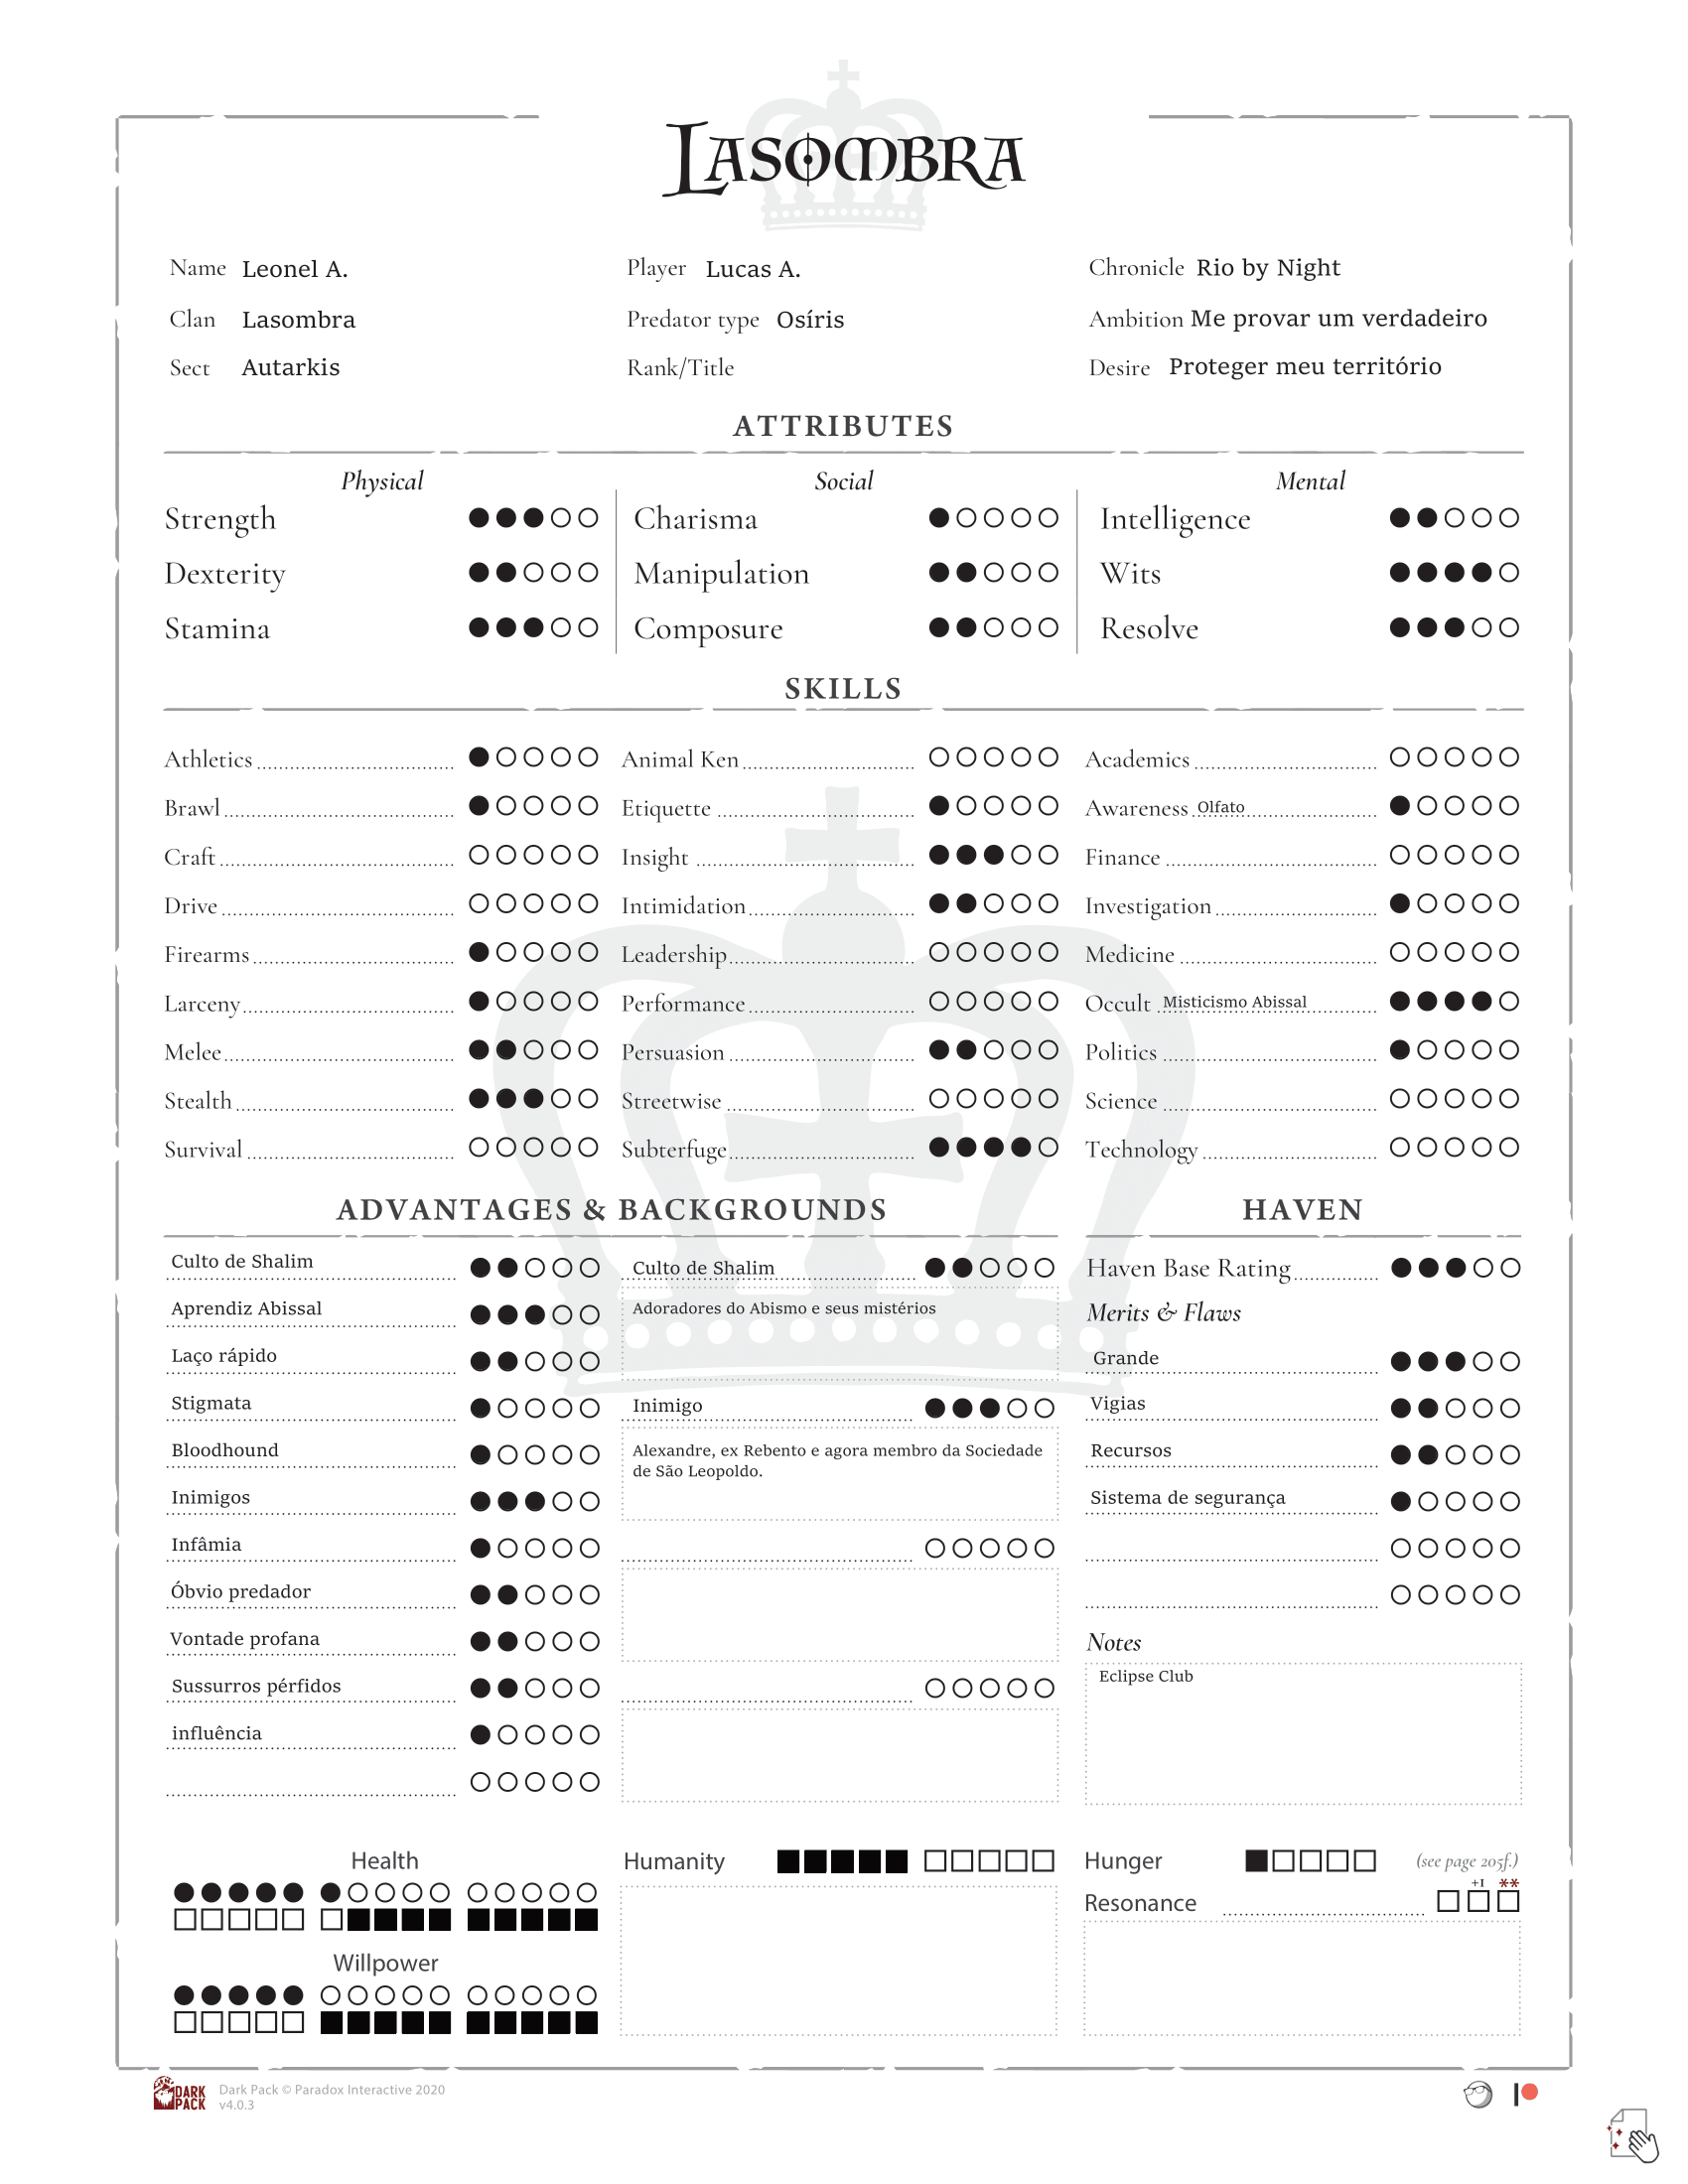 LASOMBRA
Name Leonel A. Player Lucas A. Chronicle Rio by Night
Clan Lasombra Predator type Osíris Ambition Me provar um verdadeiro
Sect Autarkis Rank/Title Desire Proteger meu território
ATTRIBUTES
Physical Social Mental
Strength Charisma Intelligence
Dexterity Manipulation Wits
Stamina Composure Resolve
SKILLS
Athletics Animal Ken Academics
Brawl Etiquette Awareness Olfato
Craft Insight Finance
Drive Intimidation Investigation
Firearms Leadership Medicine
Larceny Performance Occult Misticismo Abissal
Melee Persuasion Politics
Stealth Streetwise Science
Survival Subterfuge Technology
ADVANTAGES & BACKGROUNDS HAVEN
Culto de Shalim Culto de Shalim Haven Base Rating
Aprendiz Abissal Adoradores do Abismo e seus mistérios Merits & Flaws
Laço rápido Grande
Stigmata Inimigo Vigias
Bloodhound Alexandre, ex Rebento e agora membro da Sociedade Recursos
de São Leopoldo.
Inimigos Sistema de segurança
Infâmia
Óbvio predador
Vontade profana Notes
Sussurros pérfidos Eclipse Club
influência
Health Humanity Hunger (see page 205f.)
+1 **
Resonance
Willpower
DARK PACK Dark Pack © Paradox Interactive 2020
v4.0.3